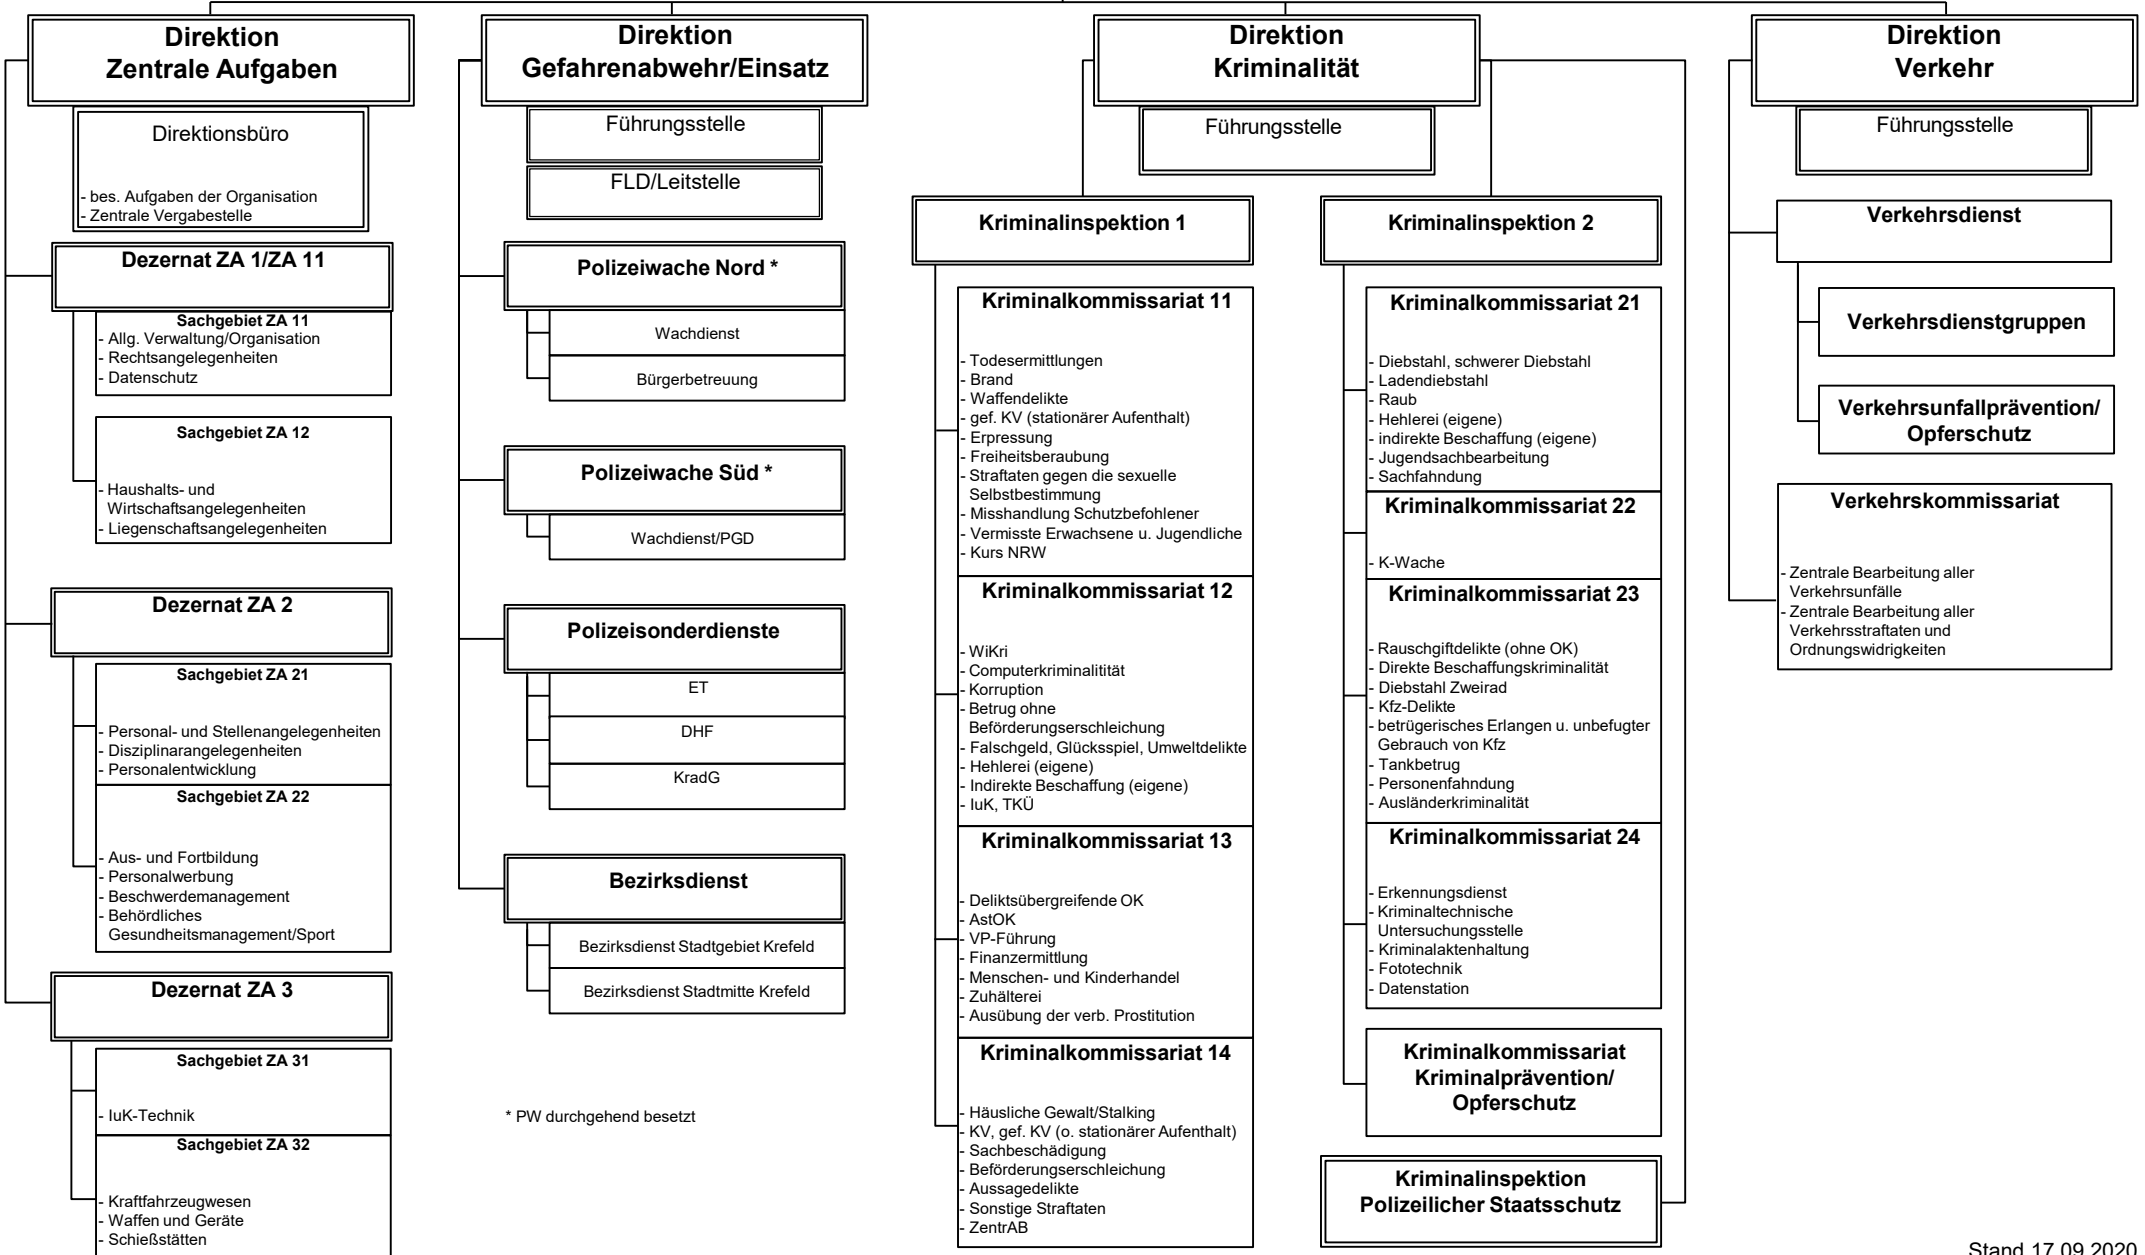 Direktion
Zentrale Aufgaben
Direktionsbüro
- bes. Aufgaben der Organisation
- Zentrale Vergabestelle
Dezernat ZA 1/ZA 11
Sachgebiet ZA 11
- Allg. Verwaltung/Organisation
- Rechtsangelegenheiten
- Datenschutz
Sachgebiet ZA 12
- Haushalts- und
Wirtschaftsangelegenheiten
- Liegenschaftsangelegenheiten
Dezernat ZA 2
Sachgebiet ZA 21
- Personal- und Stellenangelegenheiten
- Disziplinarangelegenheiten
- Personalentwicklung
Sachgebiet ZA 22
- Aus- und Fortbildung
- Personalwerbung
- Beschwerdemanagement
- Behördliches
Gesundheitsmanagement/Sport
Dezernat ZA 3
Sachgebiet ZA 31
- IuK-Technik
Sachgebiet ZA 32
- Kraftfahrzeugwesen
- Waffen und Geräte
- Schießstätten
Direktion
Gefahrenabwehr/Einsatz
Führungsstelle
FLD/Leitstelle
Polizeiwache Nord *
Wachdienst
Bürgerbetreuung
Polizeiwache Süd *
Wachdienst/PGD
Polizeisonderdienste
ET
DHF
KradG
Bezirksdienst
Bezirksdienst Stadtgebiet Krefeld
Bezirksdienst Stadtmitte Krefeld
* PW durchgehend besetzt
Direktion
Kriminalität
Führungsstelle
Kriminalinspektion 1
Kriminalkommissariat 11
- Todesermittlungen
- Brand
- Waffendelikte
- gef. KV (stationärer Aufenthalt)
- Erpressung
- Freiheitsberaubung
- Straftaten gegen die sexuelle
Selbstbestimmung
- Misshandlung Schutzbefohlener
- Vermisste Erwachsene u. Jugendliche
- Kurs NRW
Kriminalkommissariat 12
- WiKri
- Computerkriminalitität
- Korruption
- Betrug ohne
Beförderungserschleichung
- Falschgeld, Glücksspiel, Umweltdelikte
- Hehlerei (eigene)
- Indirekte Beschaffung (eigene)
- IuK, TKÜ
Kriminalkommissariat 13
- Deliktsübergreifende OK
- AstOK
- VP-Führung
- Finanzermittlung
- Menschen- und Kinderhandel
- Zuhälterei
- Ausübung der verb. Prostitution
Kriminalkommissariat 14
- Häusliche Gewalt/Stalking
- KV, gef. KV (o. stationärer Aufenthalt)
- Sachbeschädigung
- Beförderungserschleichung
- Aussagedelikte
- Sonstige Straftaten
- ZentrAB
Kriminalinspektion 2
Kriminalkommissariat 21
- Diebstahl, schwerer Diebstahl
- Ladendiebstahl
- Raub
- Hehlerei (eigene)
- indirekte Beschaffung (eigene)
- Jugendsachbearbeitung
- Sachfahndung
Kriminalkommissariat 22
- K-Wache
Kriminalkommissariat 23
- Rauschgiftdelikte (ohne OK)
- Direkte Beschaffungskriminalität
- Diebstahl Zweirad
- Kfz-Delikte
- betrügerisches Erlangen u. unbefugter
Gebrauch von Kfz
- Tankbetrug
- Personenfahndung
- Ausländerkriminalität
Kriminalkommissariat 24
- Erkennungsdienst
- Kriminaltechnische
Untersuchungsstelle
- Kriminalaktenhaltung
- Fototechnik
- Datenstation
Kriminalkommissariat
Kriminalprävention/
Opferschutz
Kriminalinspektion
Polizeilicher Staatsschutz
Direktion
Verkehr
Führungsstelle
Verkehrsdienst
Verkehrsdienstgruppen
Verkehrsunfallprävention/
Opferschutz
Verkehrskommissariat
- Zentrale Bearbeitung aller
Verkehrsunfälle
- Zentrale Bearbeitung aller
Verkehrsstraftaten und
Ordnungswidrigkeiten
Stand 17.09.2020